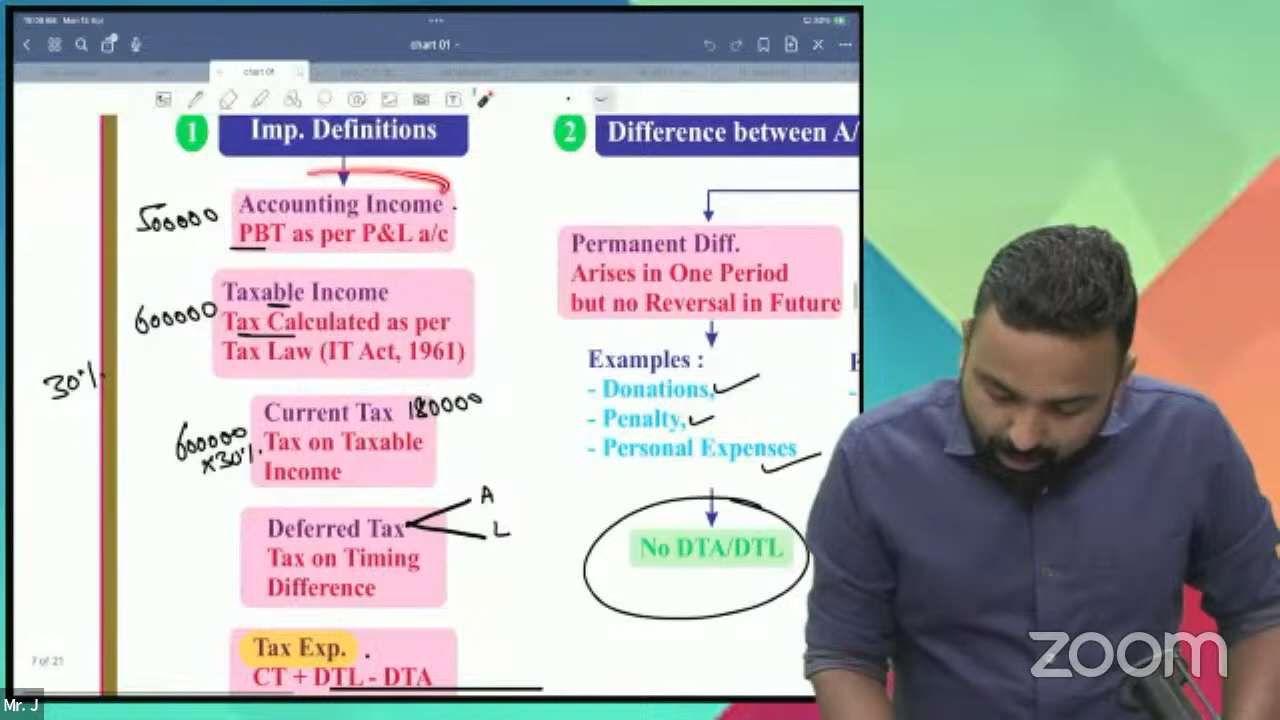 chart 01
chart 01
1
Imp. Definitions
500000
Accounting Income
PBT as per P&L a/c
600000
Taxable Income
Tax Calculated as per
Tax Law (IT Act, 1961)
30%
Current Tax 180000
600000
x30%.
Tax on Taxable
Income
Deferred Tax
A
L
Tax on Timing
Difference
Tax Exp.
CT + DTL - DTA
2
Difference between A/
Permanent Diff.
Arises in One Period
but no Reversal in Future
Examples :
- Donations,
- Penalty,
- Personal Expenses
No DTA/DTL
7 of 21
Mr. J
zoom